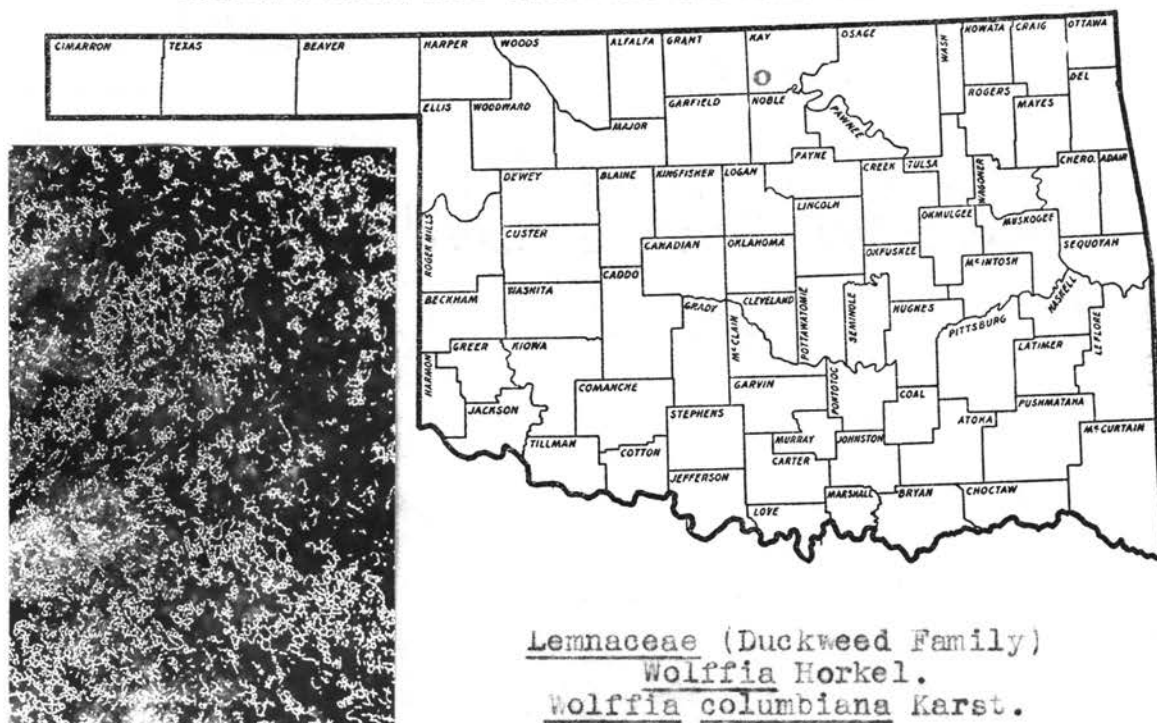 CIMARRON
TEXAS
BEAVER
HARPER
WOODS
ALFALFA
GRANT
KAY
OSAGE
WASH
NOWATA
CRAIG
OTTAWA
ELLIS
WOODWARD
MAJOR
GARFIELD
NOBLE
PAWNEE
ROGERS
MAYES
DEL
DEWEY
BLAINE
KINGFISHER
LOGAN
PAYNE
CREEK
TULSA
WAGONER
CHERO.
ADAIR
ROGER MILLS
CUSTER
CANADIAN
OKLAHOMA
LINCOLN
OKMULGEE
MUSKOGEE
SEQUOYAH
OKFUSKEE
McINTOSH
HASKELL
BECKHAM
WASHITA
CADDO
GRADY
CLEVELAND
McCLAIN
POTTAWATOMIE
SEMINOLE
HUGHES
PITTSBURG
LATIMER
LE FLORE
GREER
KIOWA
HARMON
JACKSON
COMANCHE
STEPHENS
GARVIN
PONTOTOC
COAL
ATOKA
PUSHMATAHA
McCURTAIN
TILLMAN
COTTON
JEFFERSON
MURRAY
CARTER
JOHNSTON
LOVE
MARSHALL
BRYAN
CHOCTAW
Lemnaceae (Duckweed Family)
Wolffia Horkel.
Wolffia columbiana Karst.